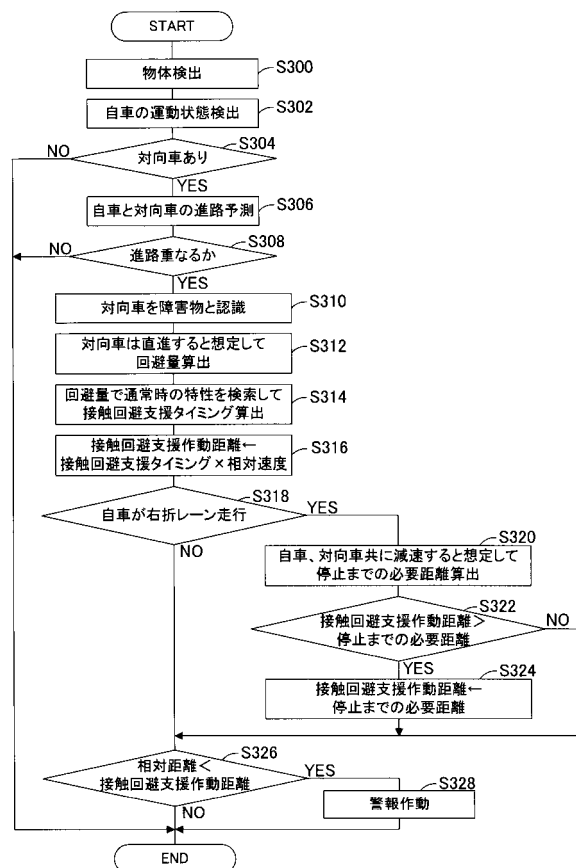 START
物体検出
S300
自車の運動状態検出
S302
S304
NO
対向車あり
YES
自車と対向車の進路予測
S306
S308
NO
進路重なるか
YES
対向車を障害物と認識
S310
対向車は直進すると想定して
回避量算出
S312
回避量で通常時の特性を検索して
接触回避支援タイミング算出
S314
接触回避支援作動距離←
接触回避支援タイミング×相対速度
S316
S318
自車が右折レーン走行
YES
NO
S320
自車、対向車共に減速すると想定して
停止までの必要距離算出
S322
接触回避支援作動距離>
停止までの必要距離
NO
YES
S324
接触回避支援作動距離←
停止までの必要距離
S326
相対距離<
接触回避支援作動距離
YES
NO
S328
警報作動
END